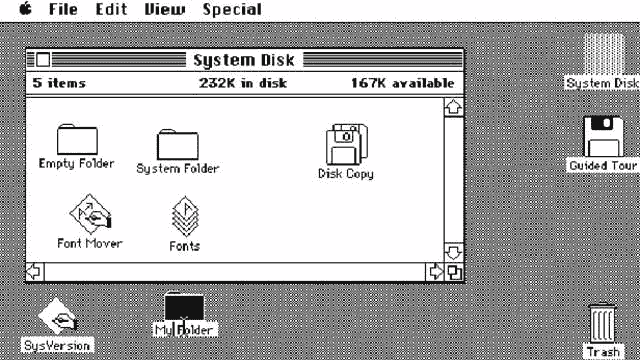 File Edit View Special
System Disk
5 items 232K in disk 167K available
System Disk
Empty Folder System Folder Disk Copy
Guided Tour
Font Mover Fonts
SysVersion My Folder Trash